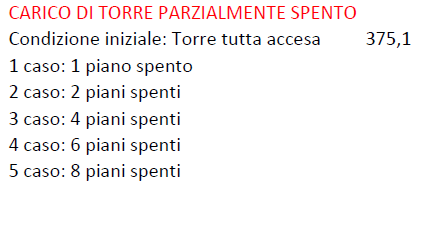 CARICO DI TORRE PARZIALMENTE SPENTO
Condizione iniziale: Torre tutta accesa 375,1
1 caso: 1 piano spento
2 caso: 2 piani spenti
3 caso: 4 piani spenti
4 caso: 6 piani spenti
5 caso: 8 piani spenti